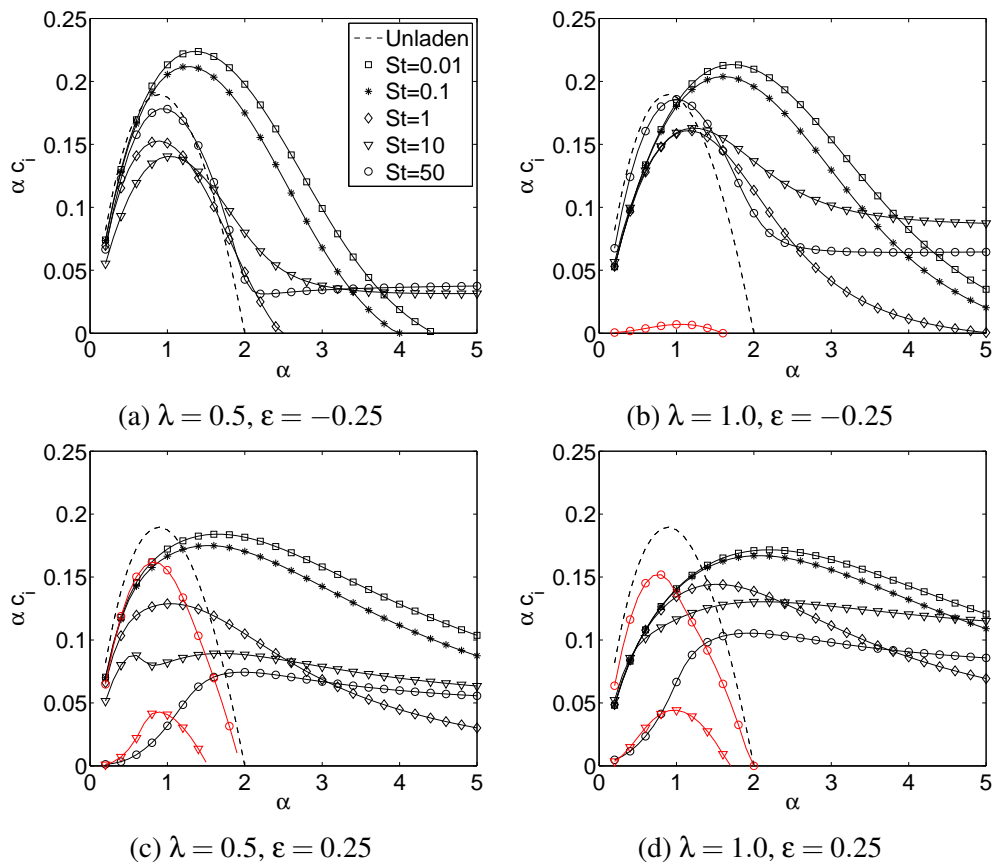 0.25
0.2
0.15
0.1
0.05
0
α c_i
0 1 2 3 4 5
α
Unladen
St=0.01
St=0.1
St=1
St=10
St=50
(a) λ = 0.5, ε = −0.25
0.25
0.2
0.15
0.1
0.05
0
α c_i
0 1 2 3 4 5
α
(b) λ = 1.0, ε = −0.25
0.25
0.2
0.15
0.1
0.05
0
α c_i
0 1 2 3 4 5
α
(c) λ = 0.5, ε = 0.25
0.25
0.2
0.15
0.1
0.05
0
α c_i
0 1 2 3 4 5
α
(d) λ = 1.0, ε = 0.25